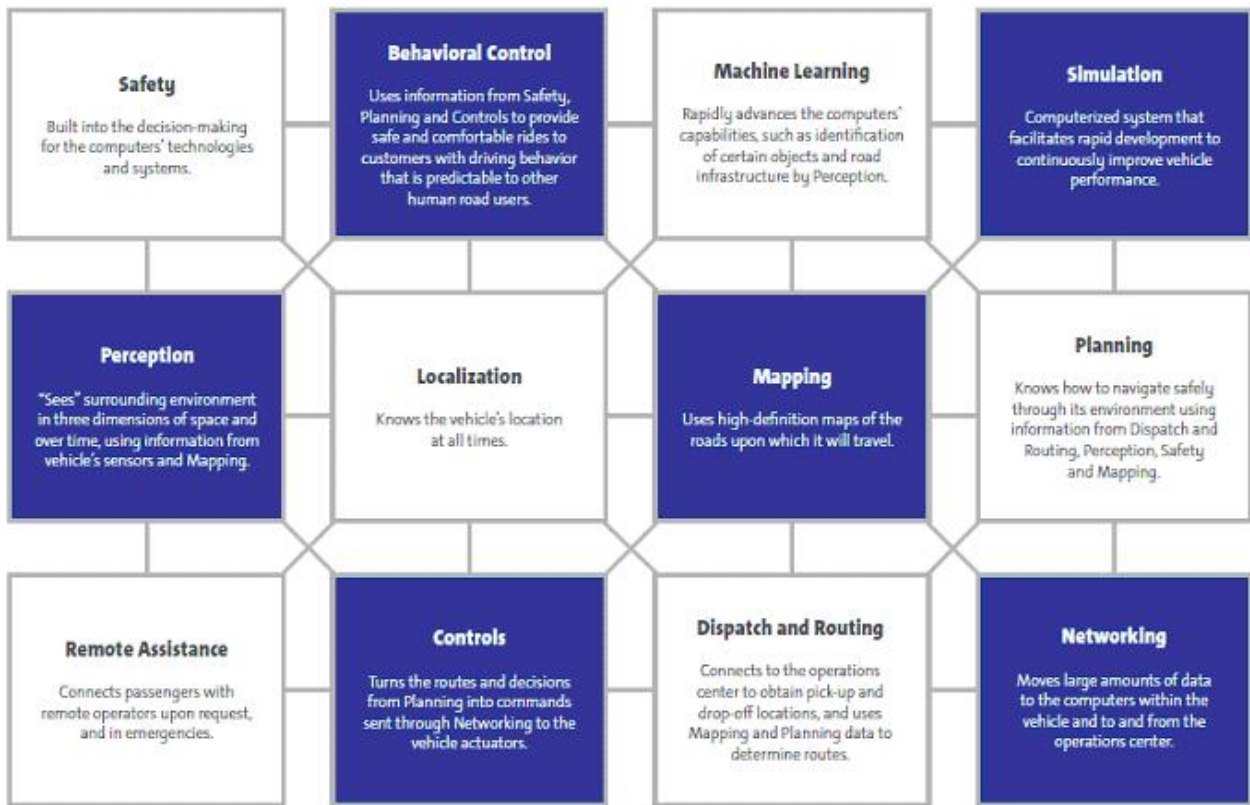 Safety
Built into the decision-making
for the computers' technologies
and systems.
Behavioral Control
Uses information from Safety,
Planning and Controls to provide
safe and comfortable rides to
customers with driving behavior
that is predictable to other
human road users.
Machine Learning
Rapidly advances the computers'
capabilities, such as identification
of certain objects and road
infrastructure by Perception.
Simulation
Computerized system that
facilitates rapid development to
continuously improve vehicle
performance.
Perception
"Sees" surrounding environment
in three dimensions of space and
over time, using information from
vehicle's sensors and Mapping.
Localization
Knows the vehicle's location
at all times.
Mapping
Uses high-definition maps of the
roads upon which it will travel.
Planning
Knows how to navigate safely
through its environment using
information from Dispatch and
Routing, Perception, Safety
and Mapping.
Remote Assistance
Connects passengers with
remote operators upon request,
and in emergencies.
Controls
Turns the routes and decisions
from Planning into commands
sent through Networking to the
vehicle actuators.
Dispatch and Routing
Connects to the operations
center to obtain pick-up and
drop-off locations, and uses
Mapping and Planning data to
determine routes.
Networking
Moves large amounts of data
to the computers within the
vehicle and to and from the
operations center.